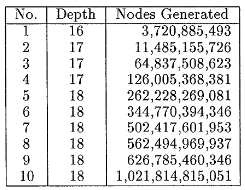 No. Depth Nodes Generated
1 16 3,720,885,493
2 17 11,485,155,726
3 17 64,837,508,623
4 17 126,005,368,381
5 18 262,228,269,081
6 18 344,770,394,346
7 18 502,417,601,953
8 18 562,494,969,937
9 18 626,785,460,346
10 18 1,021,814,815,051